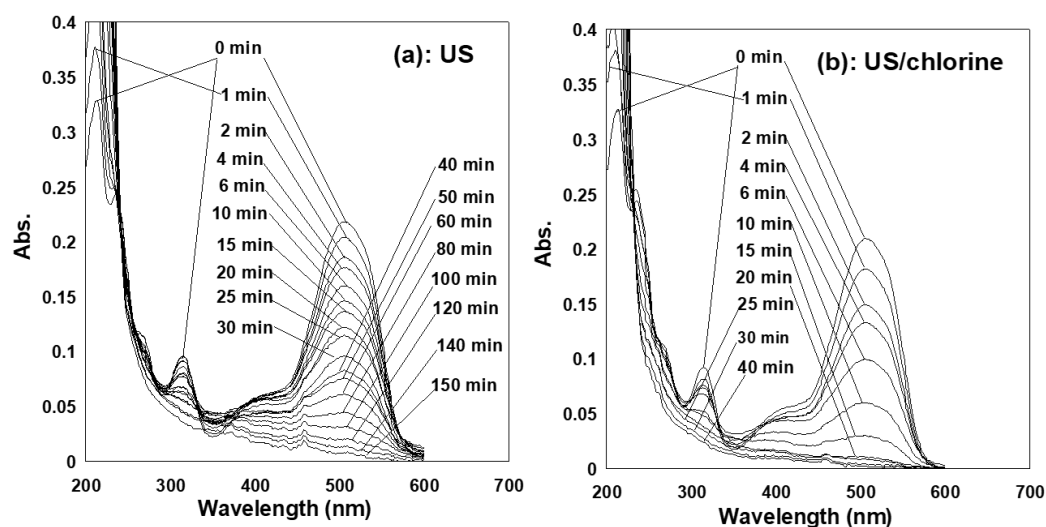 (a): US
0.4
0.35
0.3
0.25
0.2
0.15
0.1
0.05
0
Abs.
0 min
1 min
2 min
4 min
6 min
10 min
15 min
20 min
25 min
30 min
40 min
50 min
60 min
80 min
100 min
120 min
140 min
150 min
200 300 400 500 600 700
Wavelength (nm)
(b): US/chlorine
0.4
0.35
0.3
0.25
0.2
0.15
0.1
0.05
0
Abs.
0 min
1 min
2 min
4 min
6 min
10 min
15 min
20 min
25 min
30 min
40 min
200 300 400 500 600 700
Wavelength (nm)